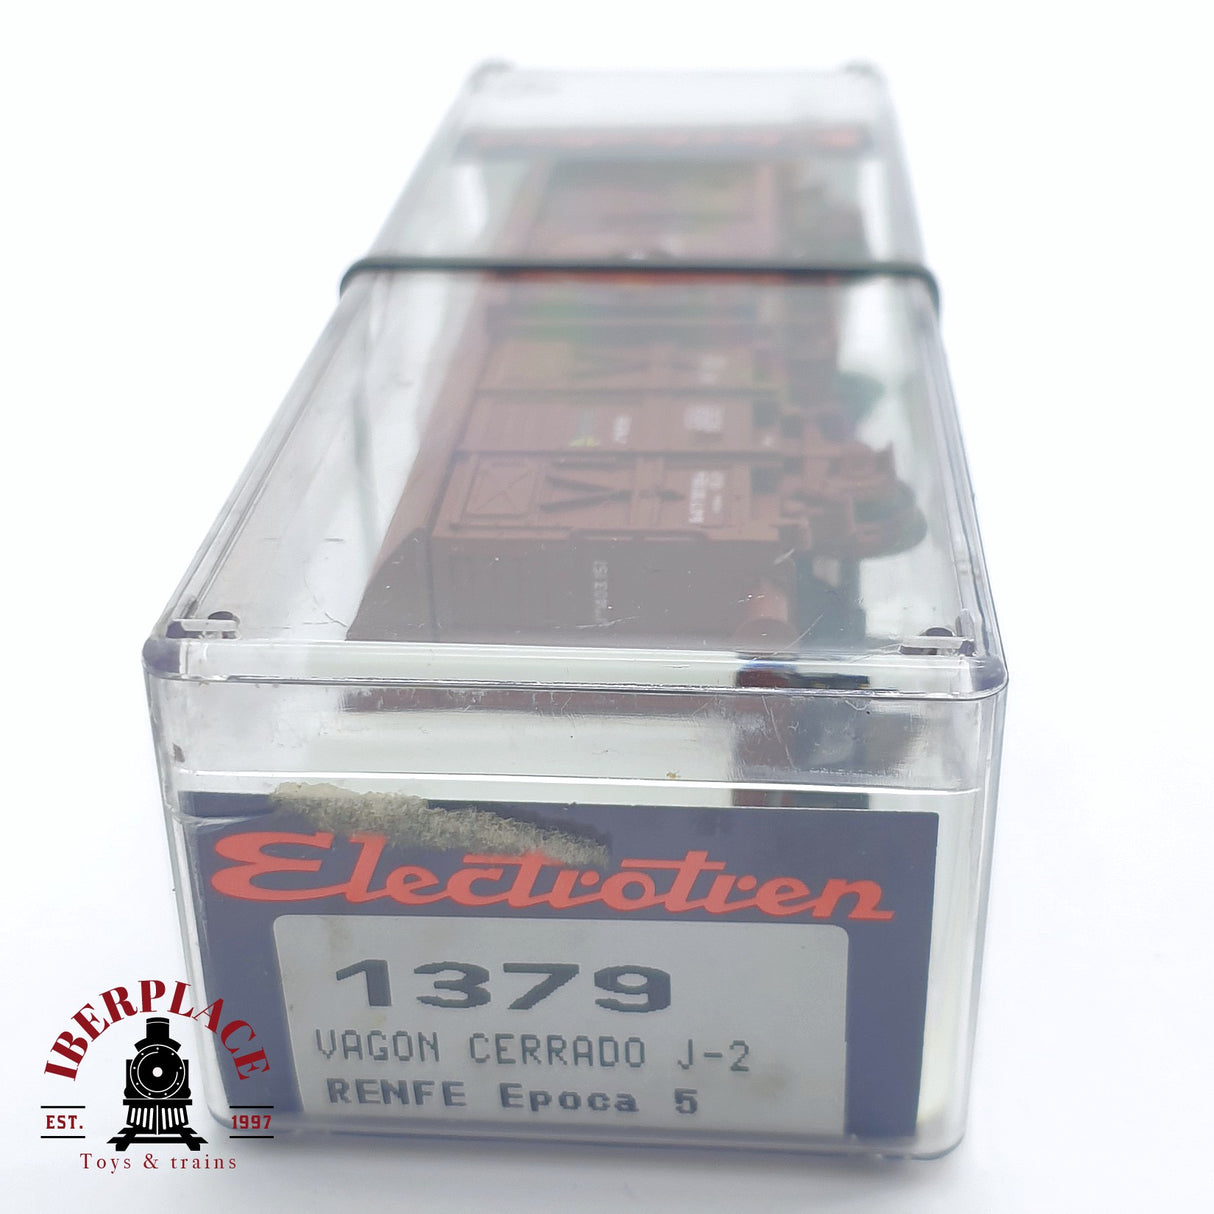 Electrotren
1379
VAGON CERRADO J-2
RENFE Epoca 5
IBERPLACE
EST. 1997
Toys & trains